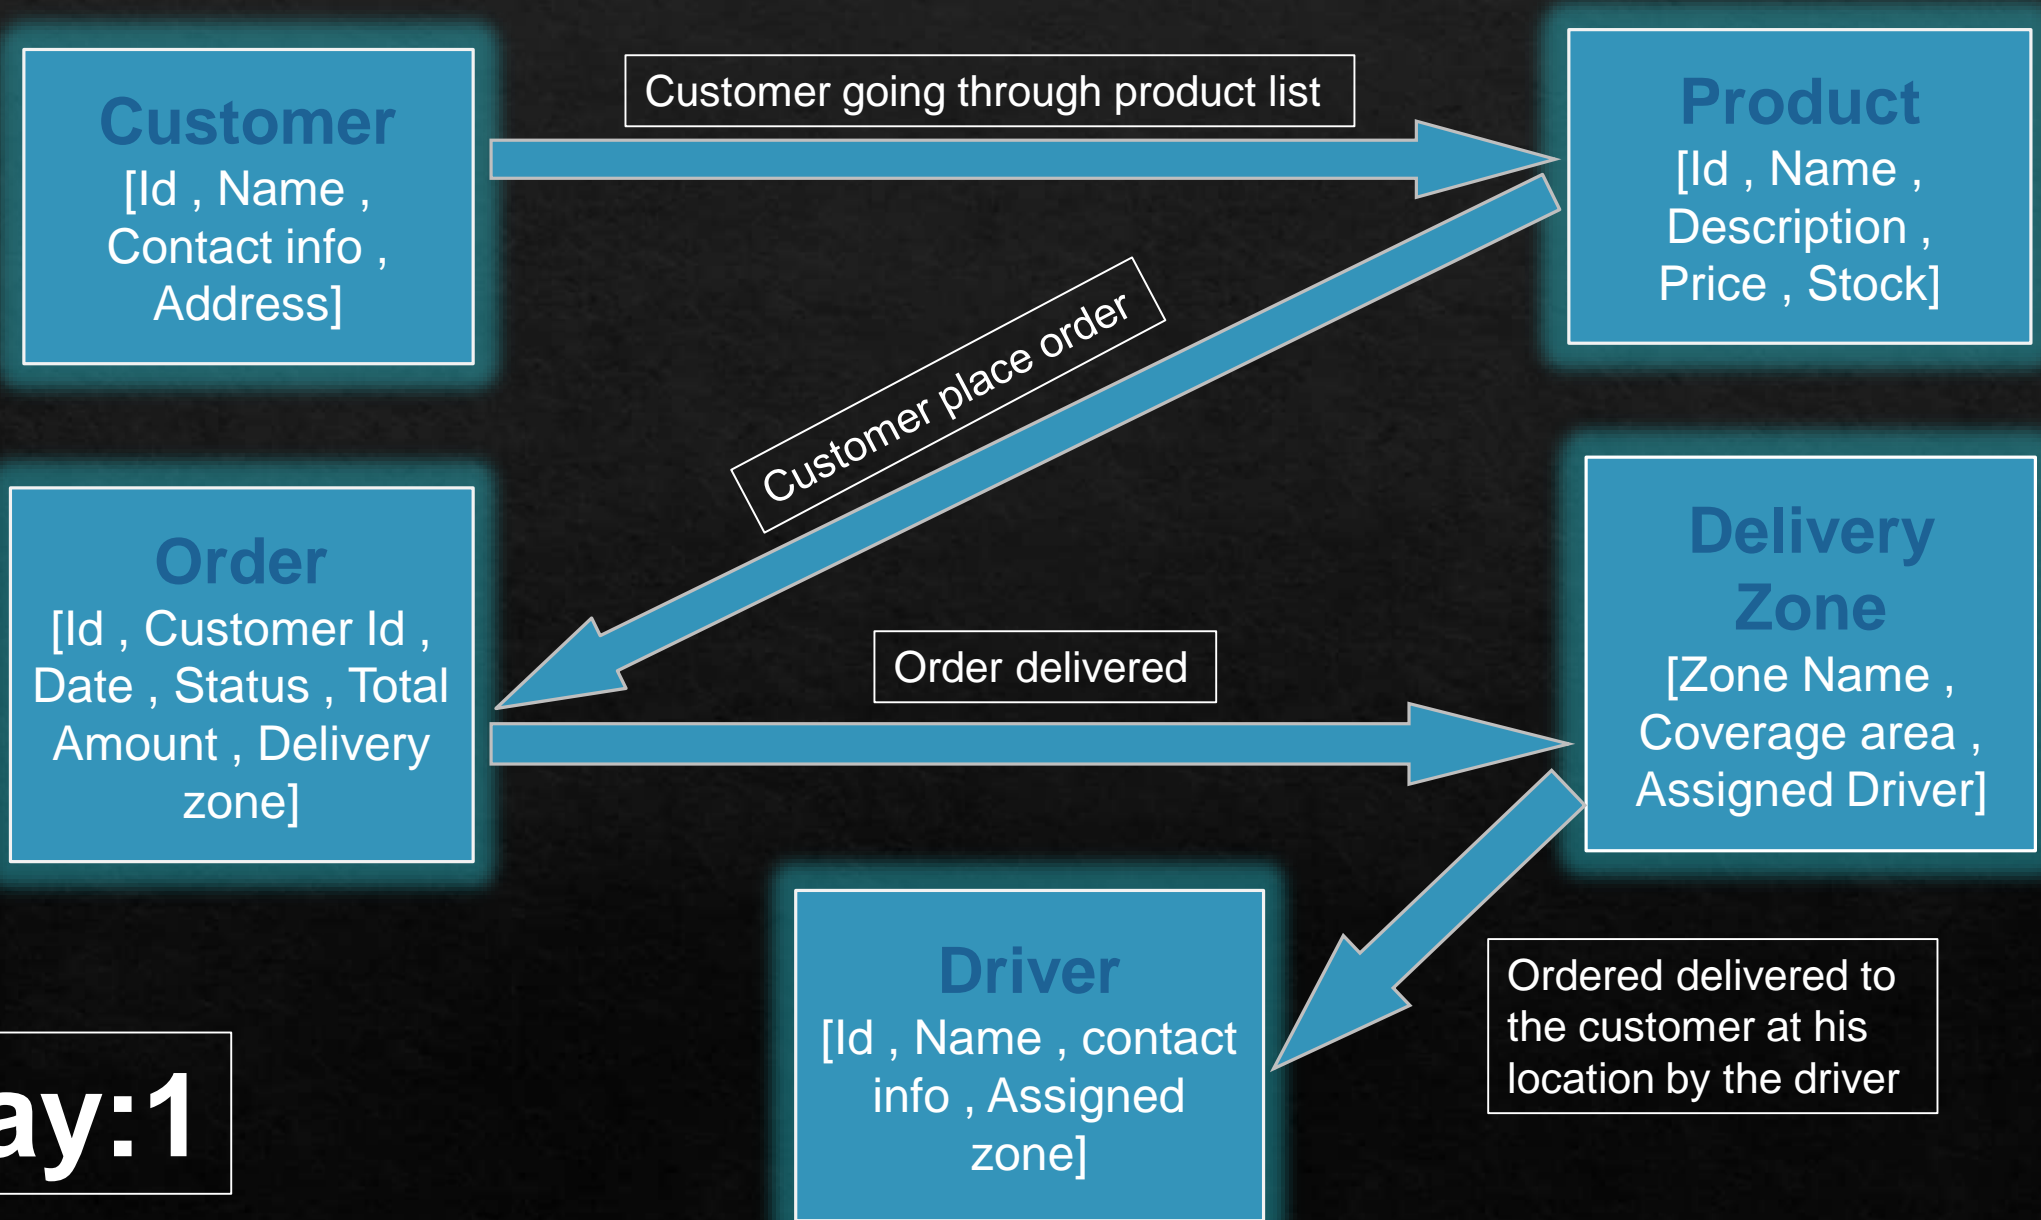 Customer
[Id , Name ,
Contact info ,
Address]
Customer going through product list
Product
[Id , Name ,
Description ,
Price , Stock]
Customer place order
Order
[Id , Customer Id ,
Date , Status , Total
Amount , Delivery
zone]
Order delivered
Delivery
Zone
[Zone Name ,
Coverage area ,
Assigned Driver]
Driver
[Id , Name , contact
info , Assigned
zone]
Ordered delivered to
the customer at his
location by the driver
ay:1